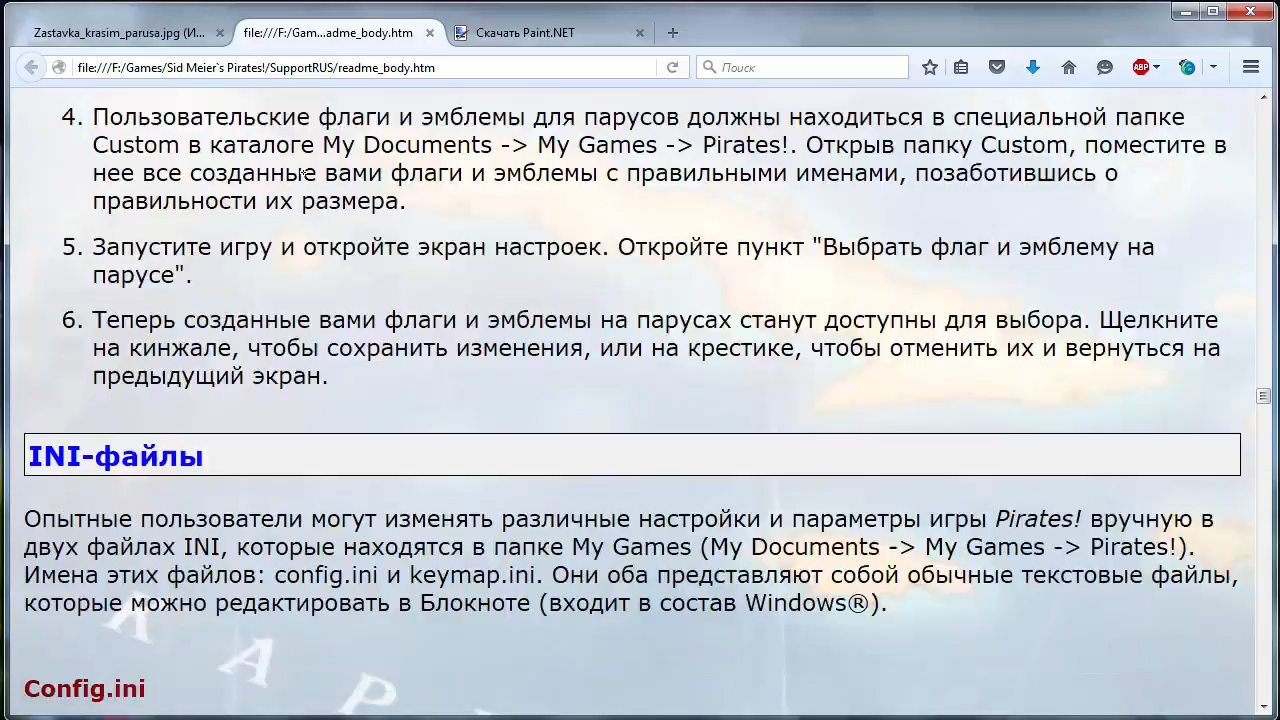 Zastavka_krasim_parusa.jpg (И...
file:///F:/Gam...adme_body.htm
Скачать Paint.NET
file:///F:/Games/Sid Meier`s Pirates!/SupportRUS/readme_body.htm
Поиск
ABP
4. Пользовательские флаги и эмблемы для парусов должны находиться в специальной папке
Custom в каталоге My Documents -> My Games -> Pirates!. Открыв папку Custom, поместите в
нее все созданные вами флаги и эмблемы с правильными именами, позаботившись о
правильности их размера.
5. Запустите игру и откройте экран настроек. Откройте пункт "Выбрать флаг и эмблему на
парусе".
6. Теперь созданные вами флаги и эмблемы на парусах станут доступны для выбора. Щелкните
на кинжале, чтобы сохранить изменения, или на крестике, чтобы отменить их и вернуться на
предыдущий экран.
INI-файлы
Опытные пользователи могут изменять различные настройки и параметры игры Pirates! вручную в
двух файлах INI, которые находятся в папке My Games (My Documents -> My Games -> Pirates!).
Имена этих файлов: config.ini и keymap.ini. Они оба представляют собой обычные текстовые файлы,
которые можно редактировать в Блокноте (входит в состав Windows®).
Config.ini